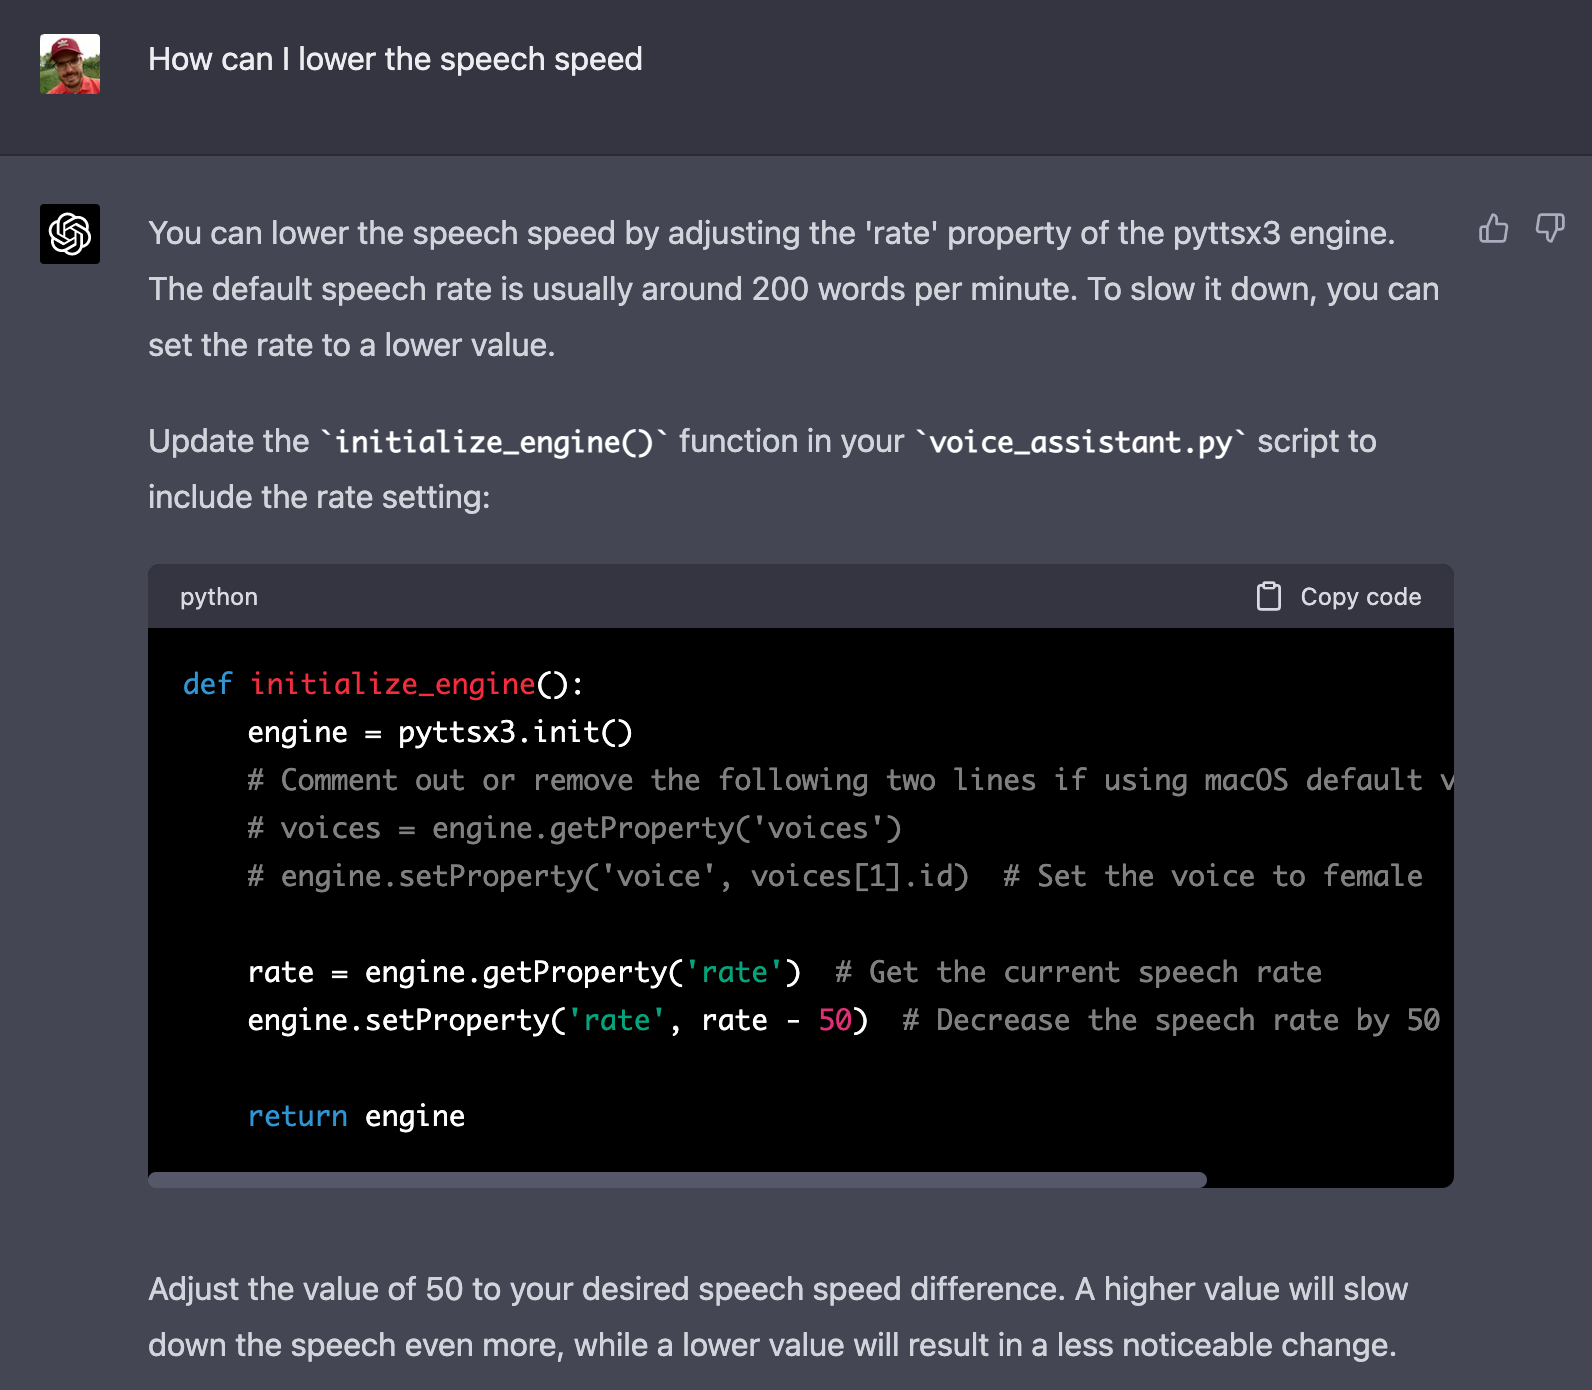 How can I lower the speech speed
You can lower the speech speed by adjusting the 'rate' property of the pyttsx3 engine.
The default speech rate is usually around 200 words per minute. To slow it down, you can
set the rate to a lower value.
Update the `initialize_engine()` function in your `voice_assistant.py` script to
include the rate setting:
python
Copy code
def initialize_engine():
    engine = pyttsx3.init()
    # Comment out or remove the following two lines if using macOS default v
    # voices = engine.getProperty('voices')
    # engine.setProperty('voice', voices[1].id)  # Set the voice to female
    rate = engine.getProperty('rate')  # Get the current speech rate
    engine.setProperty('rate', rate - 50)  # Decrease the speech rate by 50
    return engine
Adjust the value of 50 to your desired speech speed difference. A higher value will slow
down the speech even more, while a lower value will result in a less noticeable change.